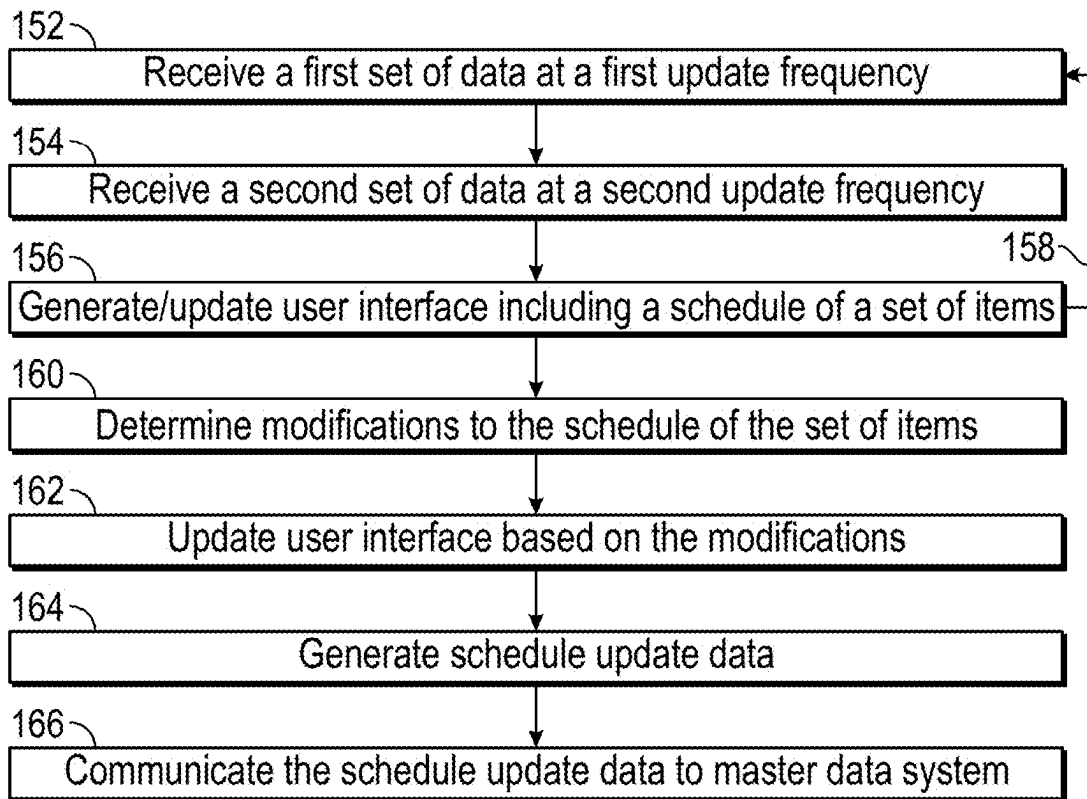 152
Receive a first set of data at a first update frequency
154
Receive a second set of data at a second update frequency
156
158
Generate/update user interface including a schedule of a set of items
160
Determine modifications to the schedule of the set of items
162
Update user interface based on the modifications
164
Generate schedule update data
166
Communicate the schedule update data to master data system